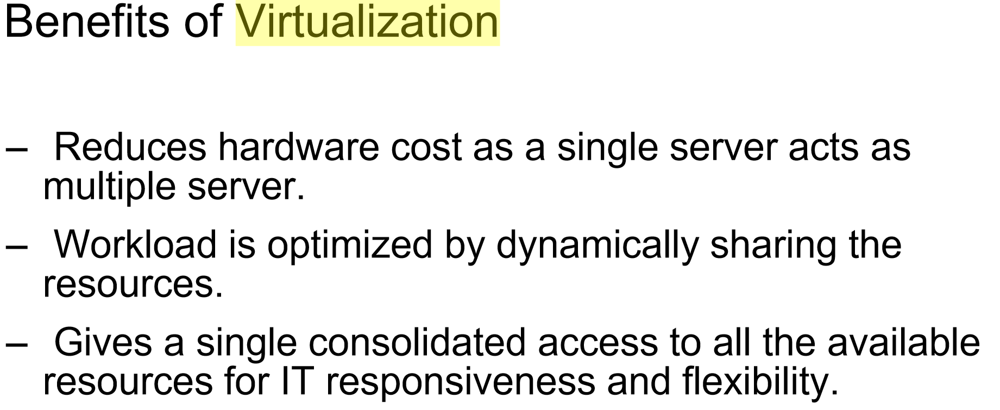 Benefits of Virtualization
– Reduces hardware cost as a single server acts as
multiple server.
– Workload is optimized by dynamically sharing the
resources.
– Gives a single consolidated access to all the available
resources for IT responsiveness and flexibility.